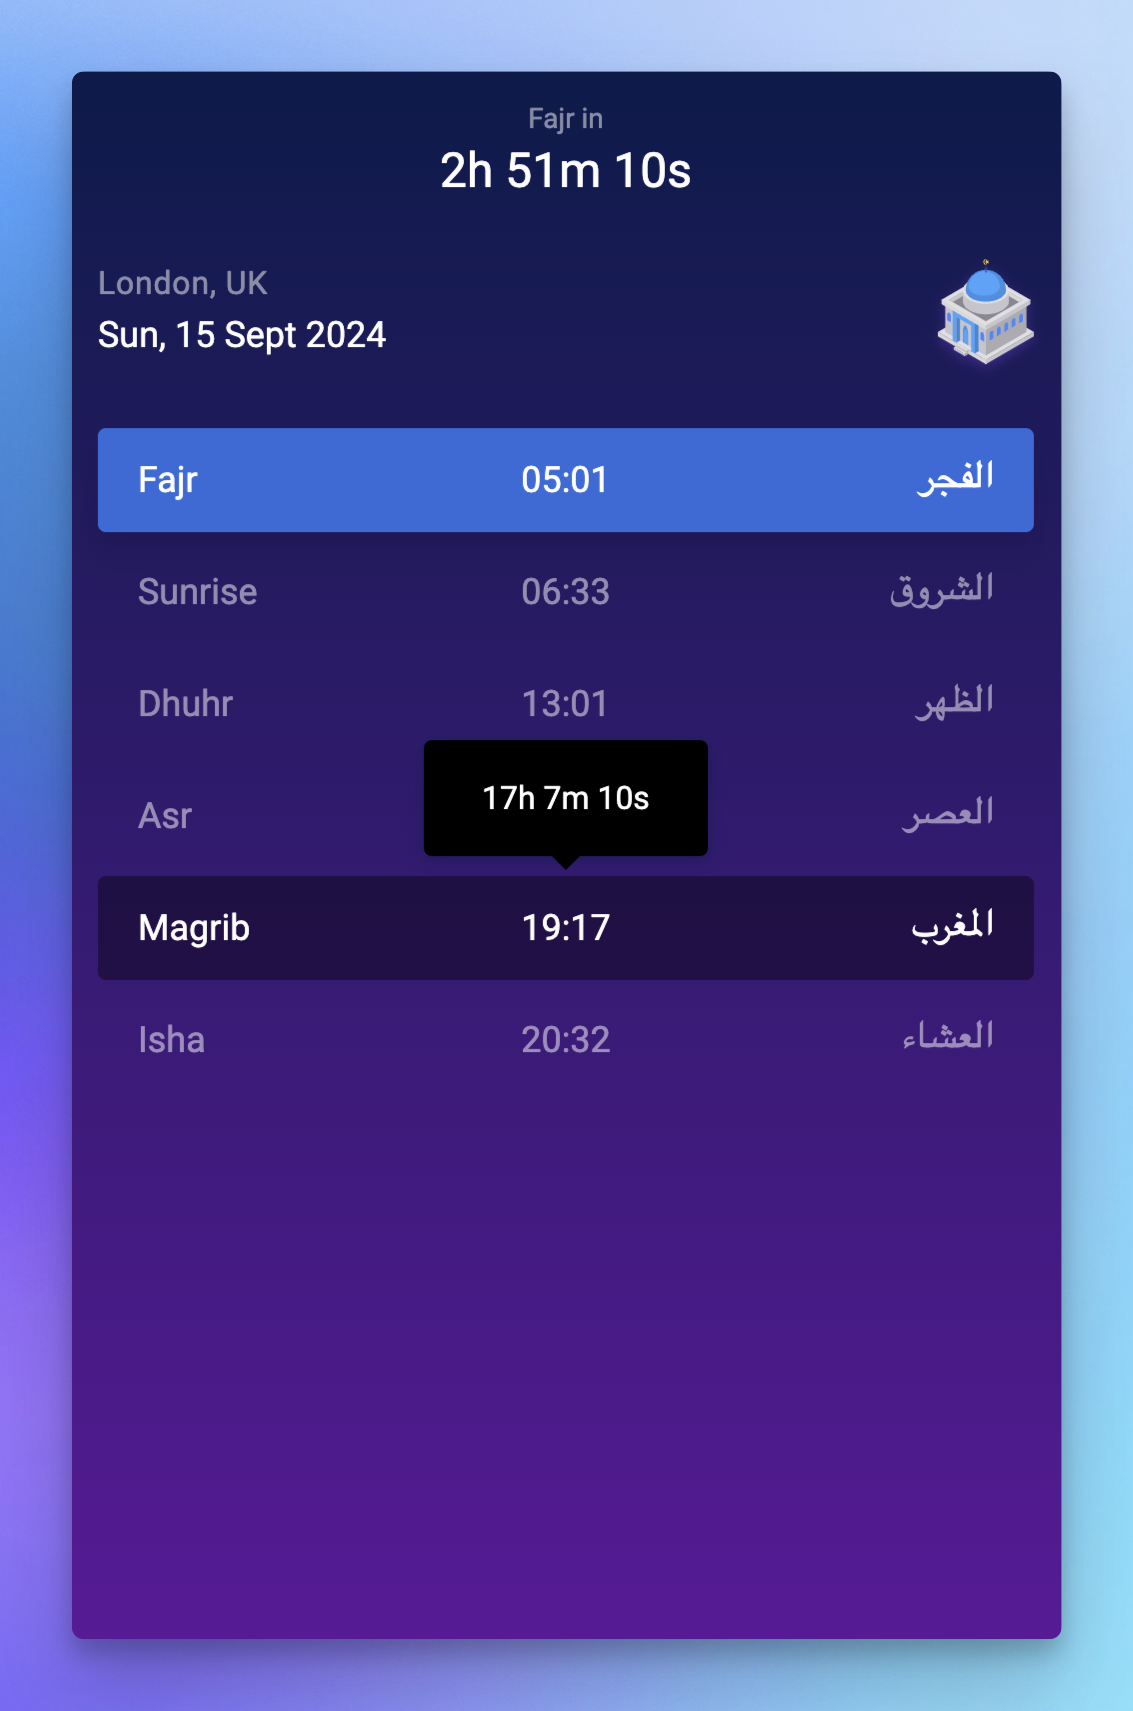 Fajr in
2h 51m 10s
London, UK
Sun, 15 Sept 2024
Fajr 05:01 الفجر
Sunrise 06:33 الشروق
Dhuhr 13:01 الظهر
17h 7m 10s
Asr العصر
Magrib 19:17 المغرب
Isha 20:32 العشاء